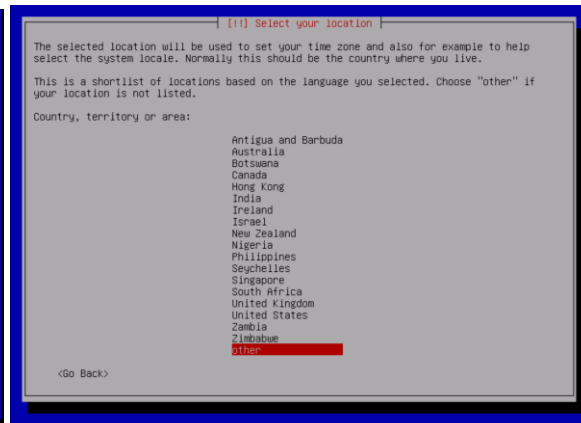 [!!] Select your location
The selected location will be used to set your time zone and also for example to help
select the system locale. Normally this should be the country where you live.
This is a shortlist of locations based on the language you selected. Choose "other" if
your location is not listed.
Country, territory or area:
Antigua and Barbuda
Australia
Botswana
Canada
Hong Kong
India
Ireland
Israel
New Zealand
Nigeria
Philippines
Seychelles
Singapore
South Africa
United Kingdom
United States
Zambia
Zimbabwe
other
<Go Back>